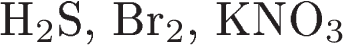 H₂S, Br₂, KNO₃